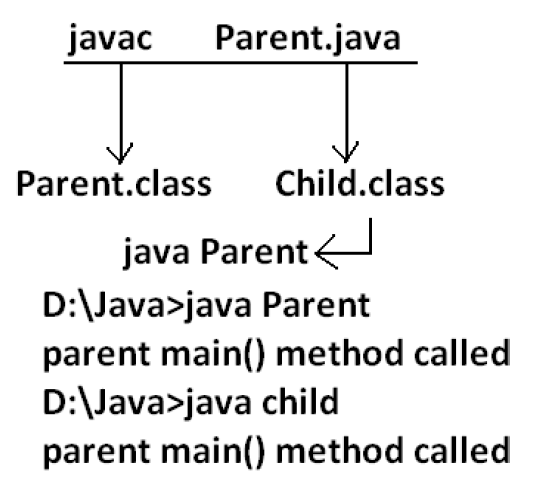 javac Parent.java
Parent.class Child.class
java Parent
D:\Java>java Parent
parent main() method called
D:\Java>java child
parent main() method called